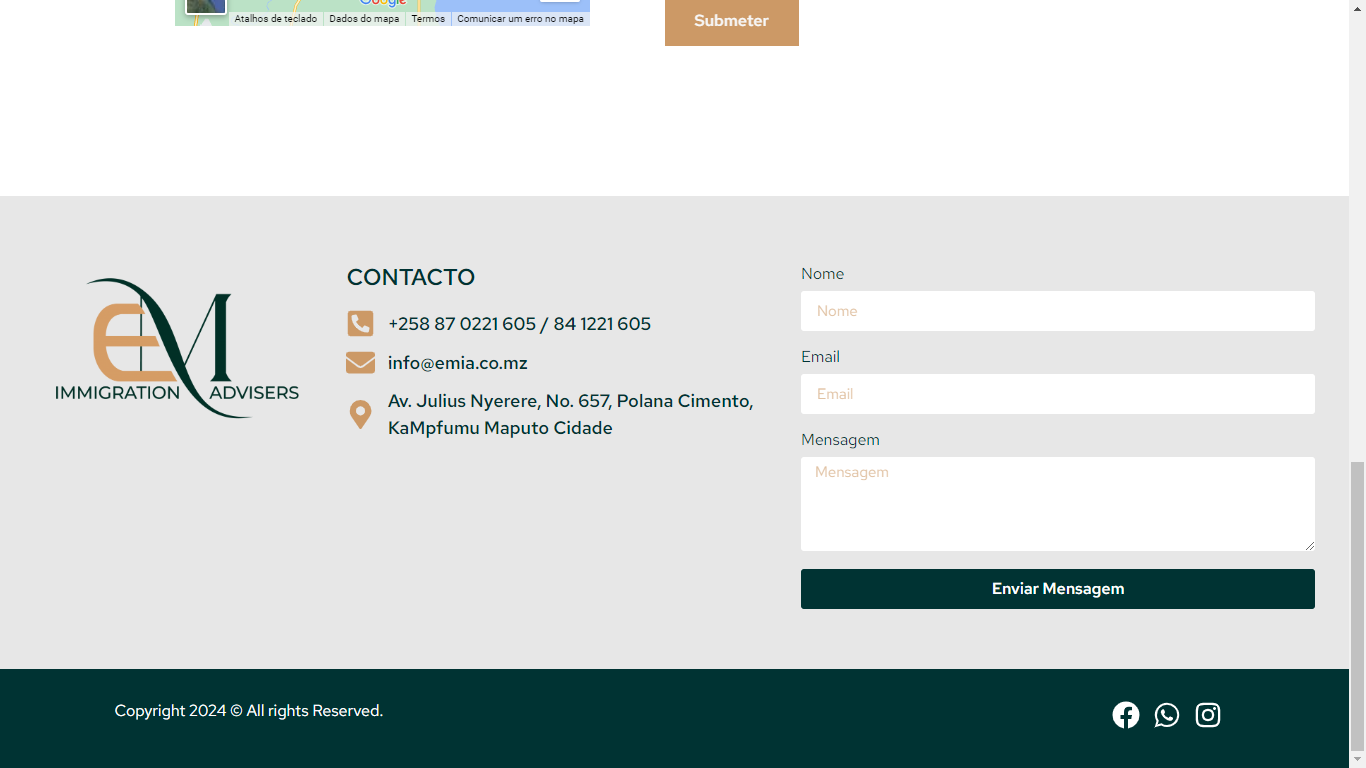 Google
Atalhos de teclado
Dados do mapa
Termos
Comunicar um erro no mapa
Submeter
EM
IMMIGRATION ADVISERS
CONTACTO
+258 87 0221 605 / 84 1221 605
info@emia.co.mz
Av. Julius Nyerere, No. 657, Polana Cimento,
KaMpfumu Maputo Cidade
Nome
Nome
Email
Email
Mensagem
Mensagem
Enviar Mensagem
Copyright 2024 © All rights Reserved.